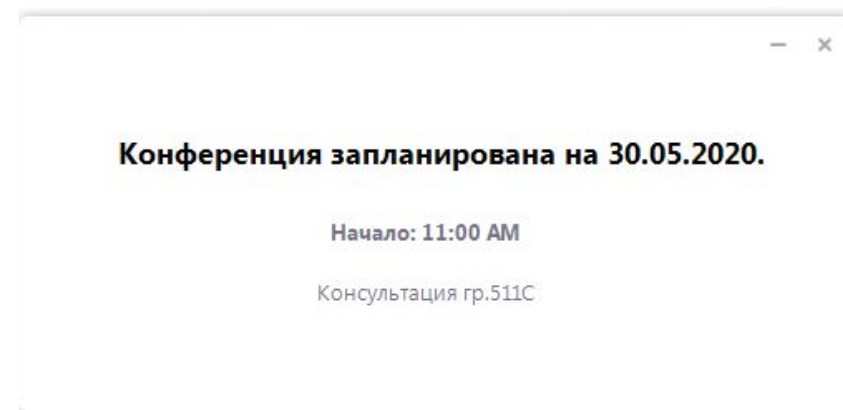 Конференция запланирована на 30.05.2020.
Начало: 11:00 AM
Консультация гр.511С